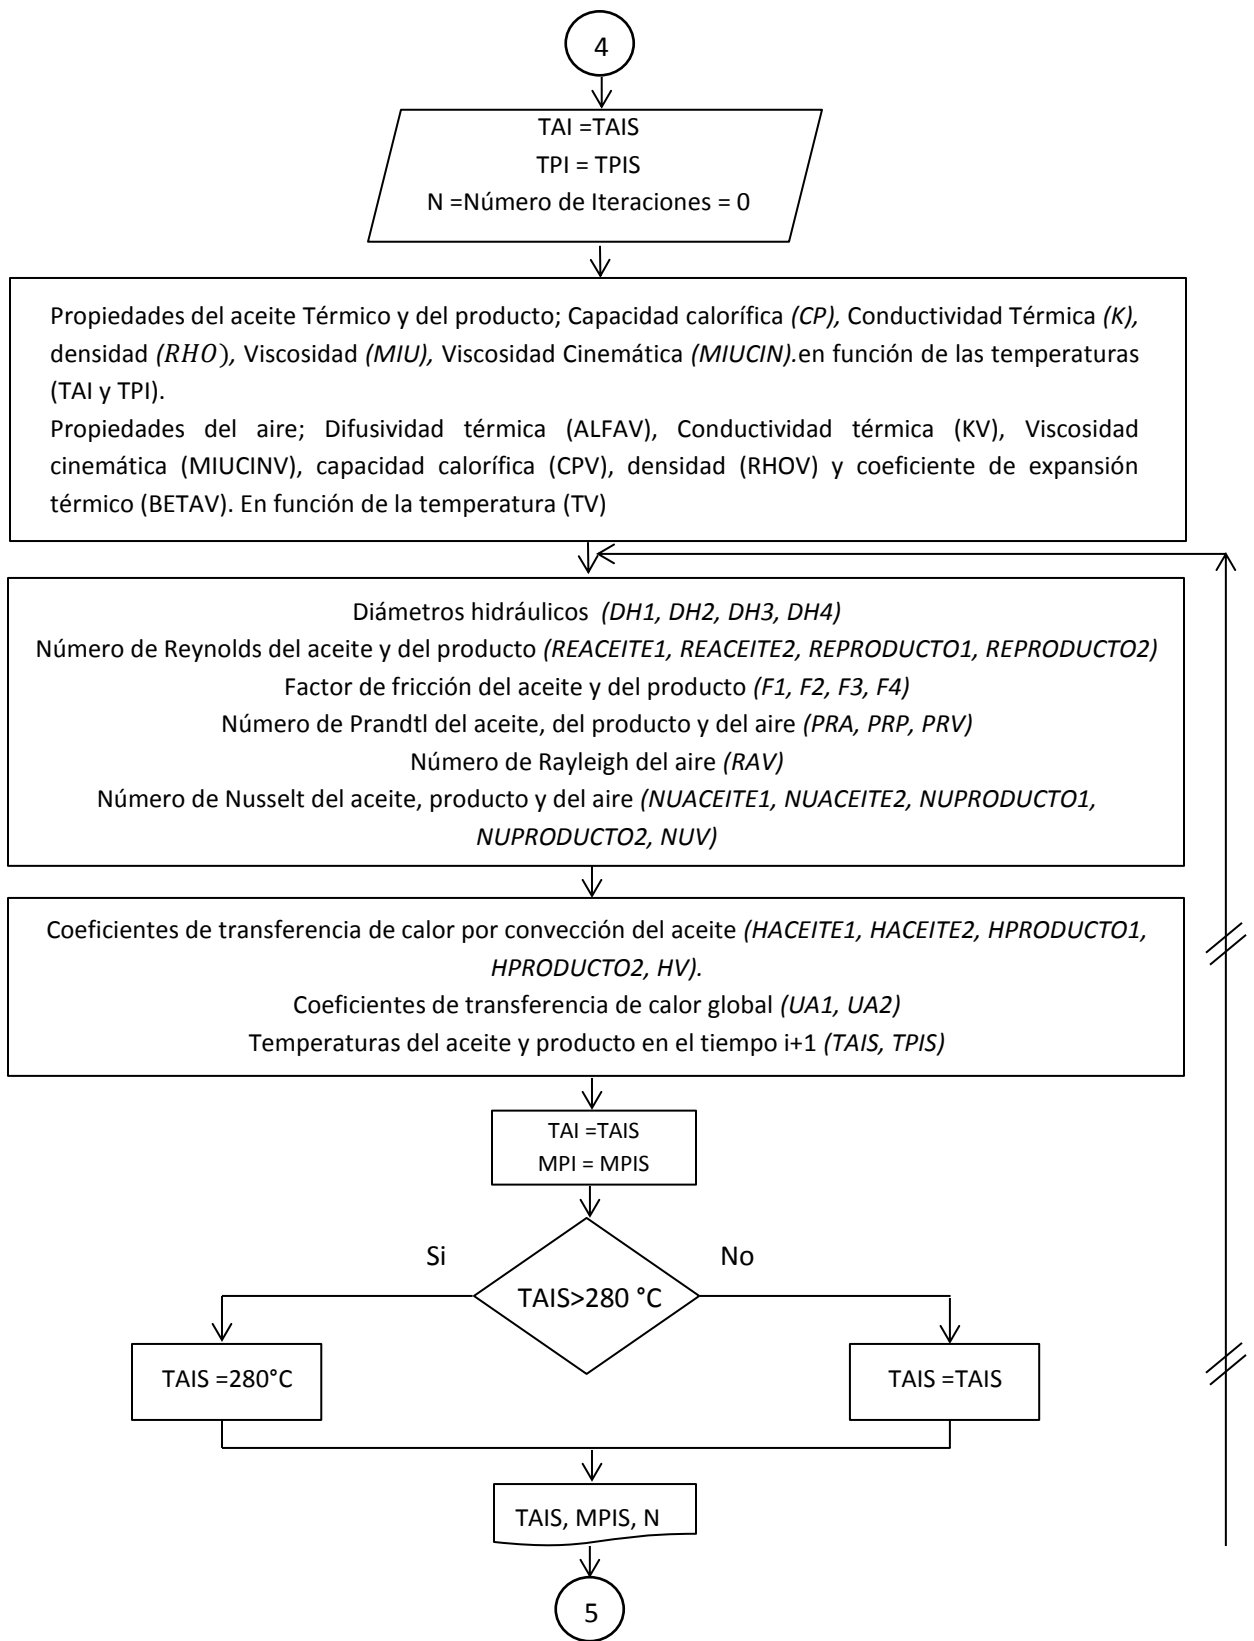 4
TAI =TAIS
TPI = TPIS
N =Número de Iteraciones = 0
Propiedades del aceite Térmico y del producto; Capacidad calorífica (CP), Conductividad Térmica (K),
densidad (RHO), Viscosidad (MIU), Viscosidad Cinemática (MIUCIN).en función de las temperaturas
(TAI y TPI).
Propiedades del aire; Difusividad térmica (ALFAV), Conductividad térmica (KV), Viscosidad
cinemática (MIUCINV), capacidad calorífica (CPV), densidad (RHOV) y coeficiente de expansión
térmico (BETAV). En función de la temperatura (TV)
Diámetros hidráulicos (DH1, DH2, DH3, DH4)
Número de Reynolds del aceite y del producto (REACEITE1, REACEITE2, REPRODUCTO1, REPRODUCTO2)
Factor de fricción del aceite y del producto (F1, F2, F3, F4)
Número de Prandtl del aceite, del producto y del aire (PRA, PRP, PRV)
Número de Rayleigh del aire (RAV)
Número de Nusselt del aceite, producto y del aire (NUACEITE1, NUACEITE2, NUPRODUCTO1,
NUPRODUCTO2, NUV)
Coeficientes de transferencia de calor por convección del aceite (HACEITE1, HACEITE2, HPRODUCTO1,
HPRODUCTO2, HV).
Coeficientes de transferencia de calor global (UA1, UA2)
Temperaturas del aceite y producto en el tiempo i+1 (TAIS, TPIS)
TAI =TAIS
MPI = MPIS
Si
No
TAIS>280 °C
TAIS =280°C
TAIS =TAIS
TAIS, MPIS, N
5